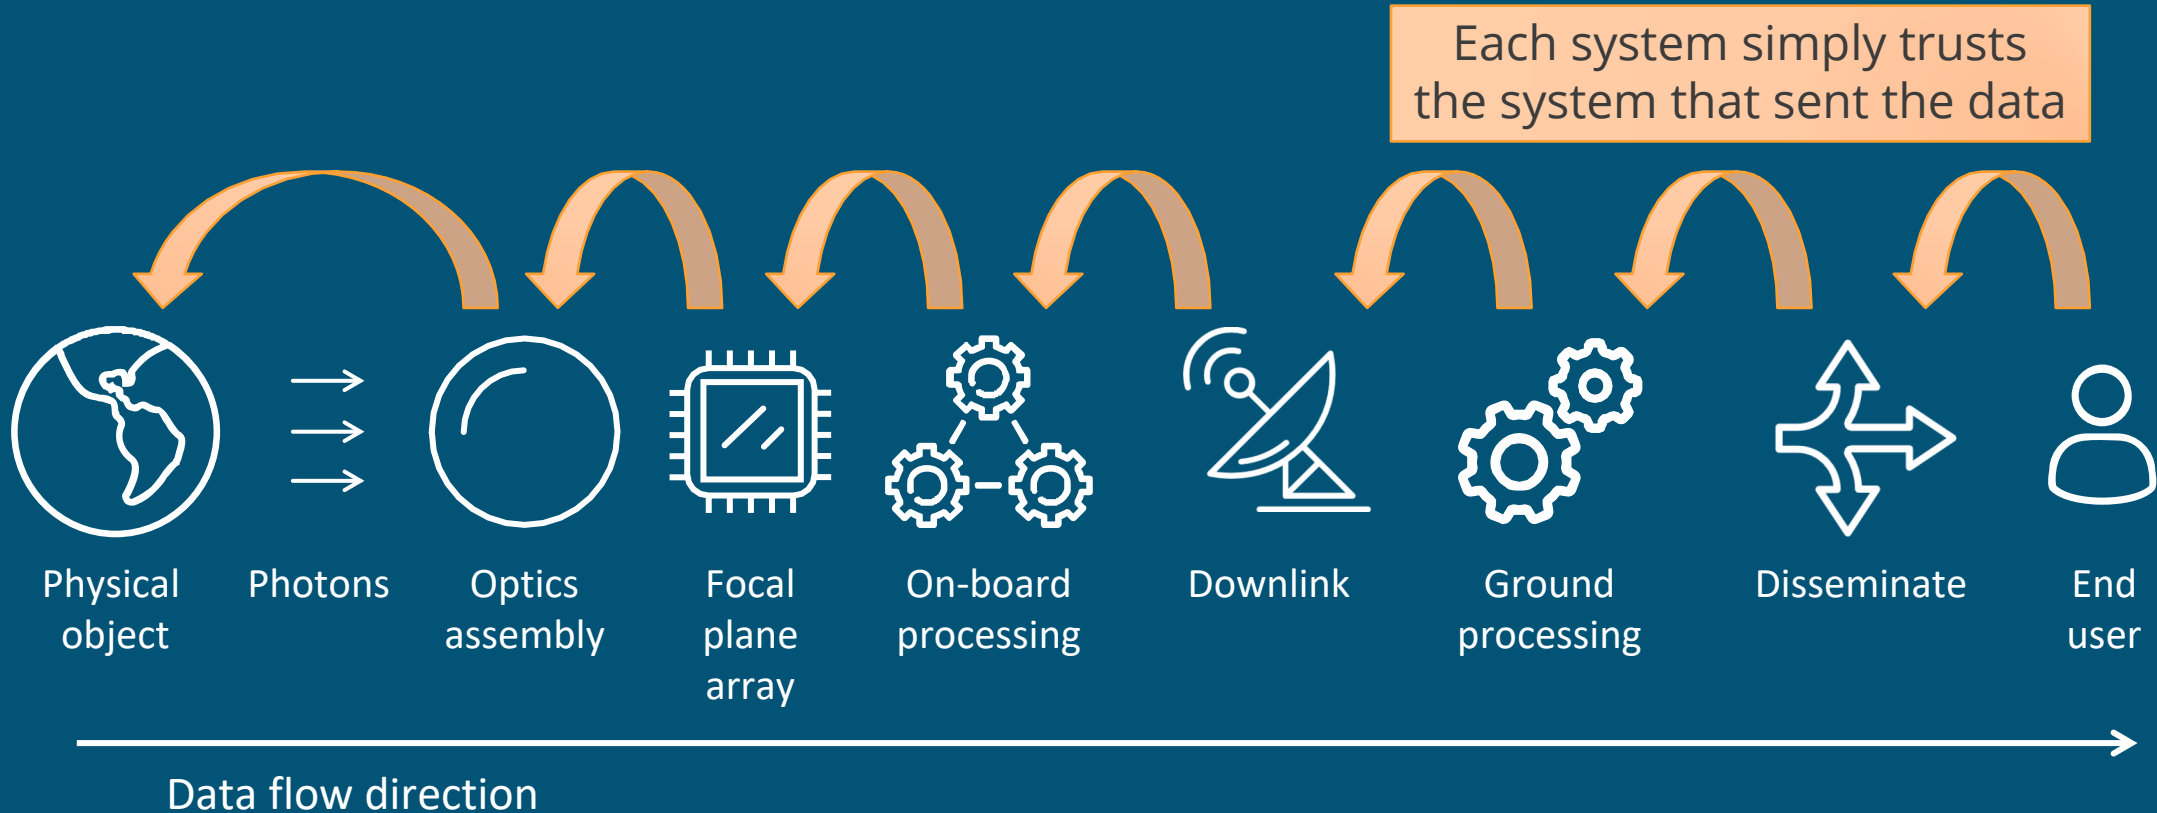 Each system simply trusts
the system that sent the data
Physical
object
Photons
Optics
assembly
Focal
plane
array
On-board
processing
Downlink
Ground
processing
Disseminate
End
user
Data flow direction